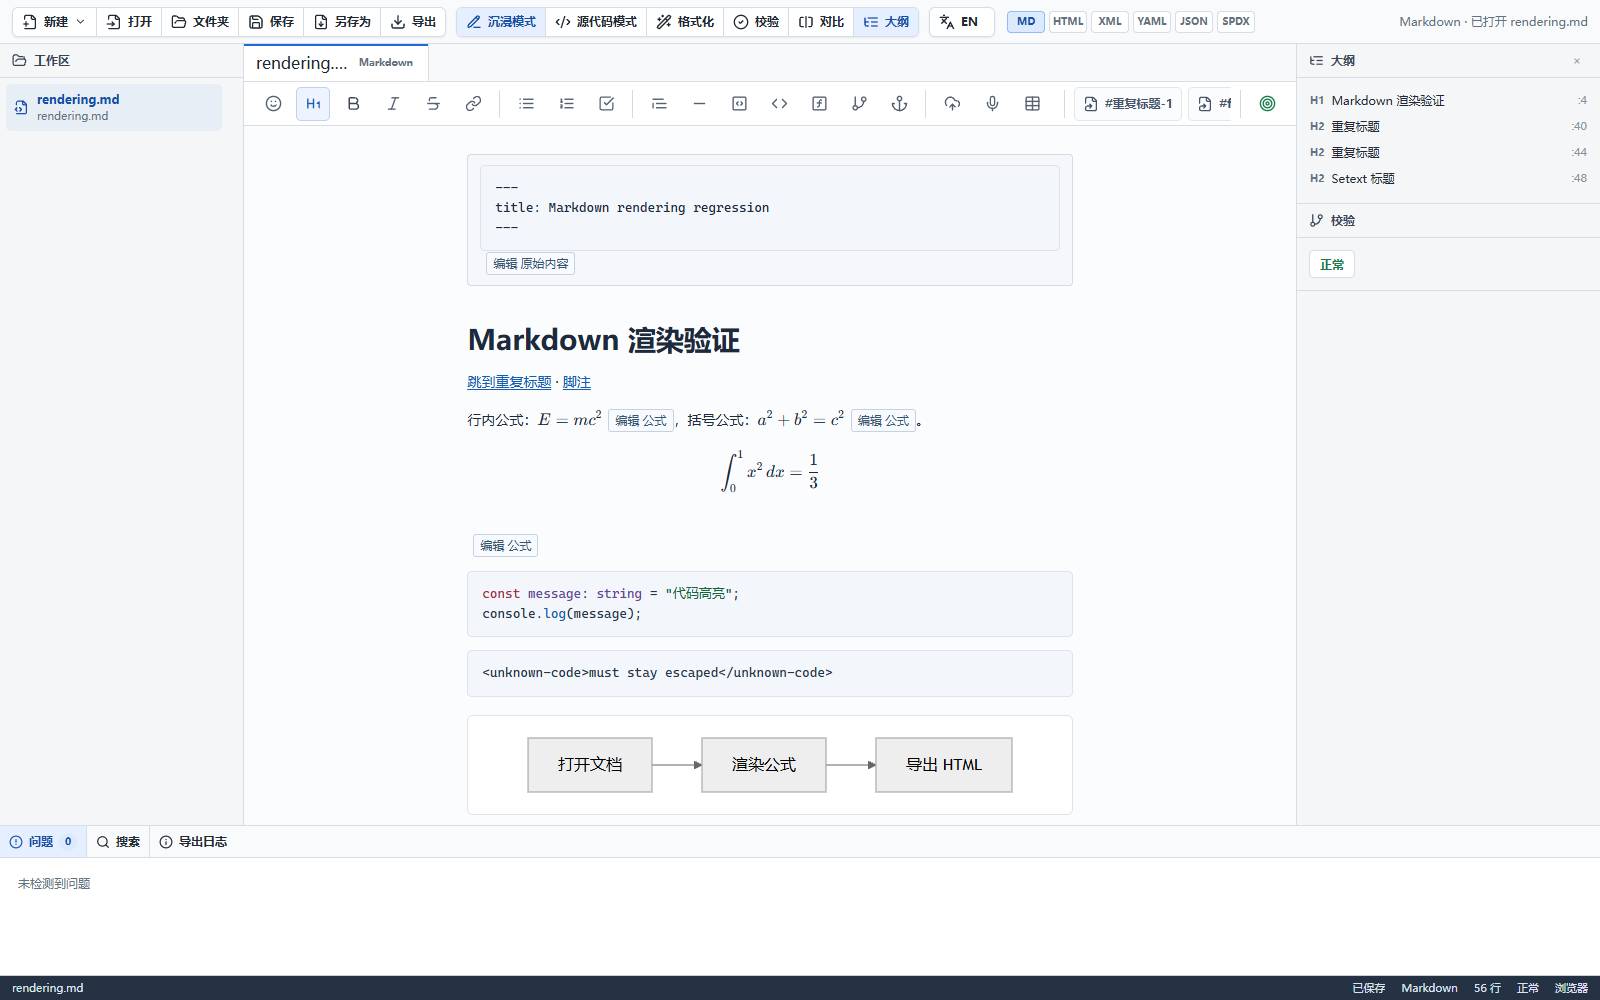 新建 打开 文件夹 保存 另存为 导出 沉浸模式 源代码模式 格式化 校验 对比 大纲 EN MD HTML XML YAML JSON SPDX Markdown · 已打开 rendering.md
工作区
rendering.md
rendering.md
rendering.... Markdown
H1 B I S #重复标题-1 #f
---
title: Markdown rendering regression
---
编辑 原始内容
Markdown 渲染验证
跳到重复标题 · 脚注
行内公式：E = mc² 编辑 公式，括号公式：a² + b² = c² 编辑 公式。
∫₀¹ x² dx = 1/3
编辑 公式
const message: string = "代码高亮";
console.log(message);
<unknown-code>must stay escaped</unknown-code>
打开文档 渲染公式 导出 HTML
大纲 ×
H1 Markdown 渲染验证 :4
H2 重复标题 :40
H2 重复标题 :44
H2 Setext 标题 :48
校验
正常
问题 0 搜索 导出日志
未检测到问题
rendering.md 已保存 Markdown 56 行 正常 浏览器